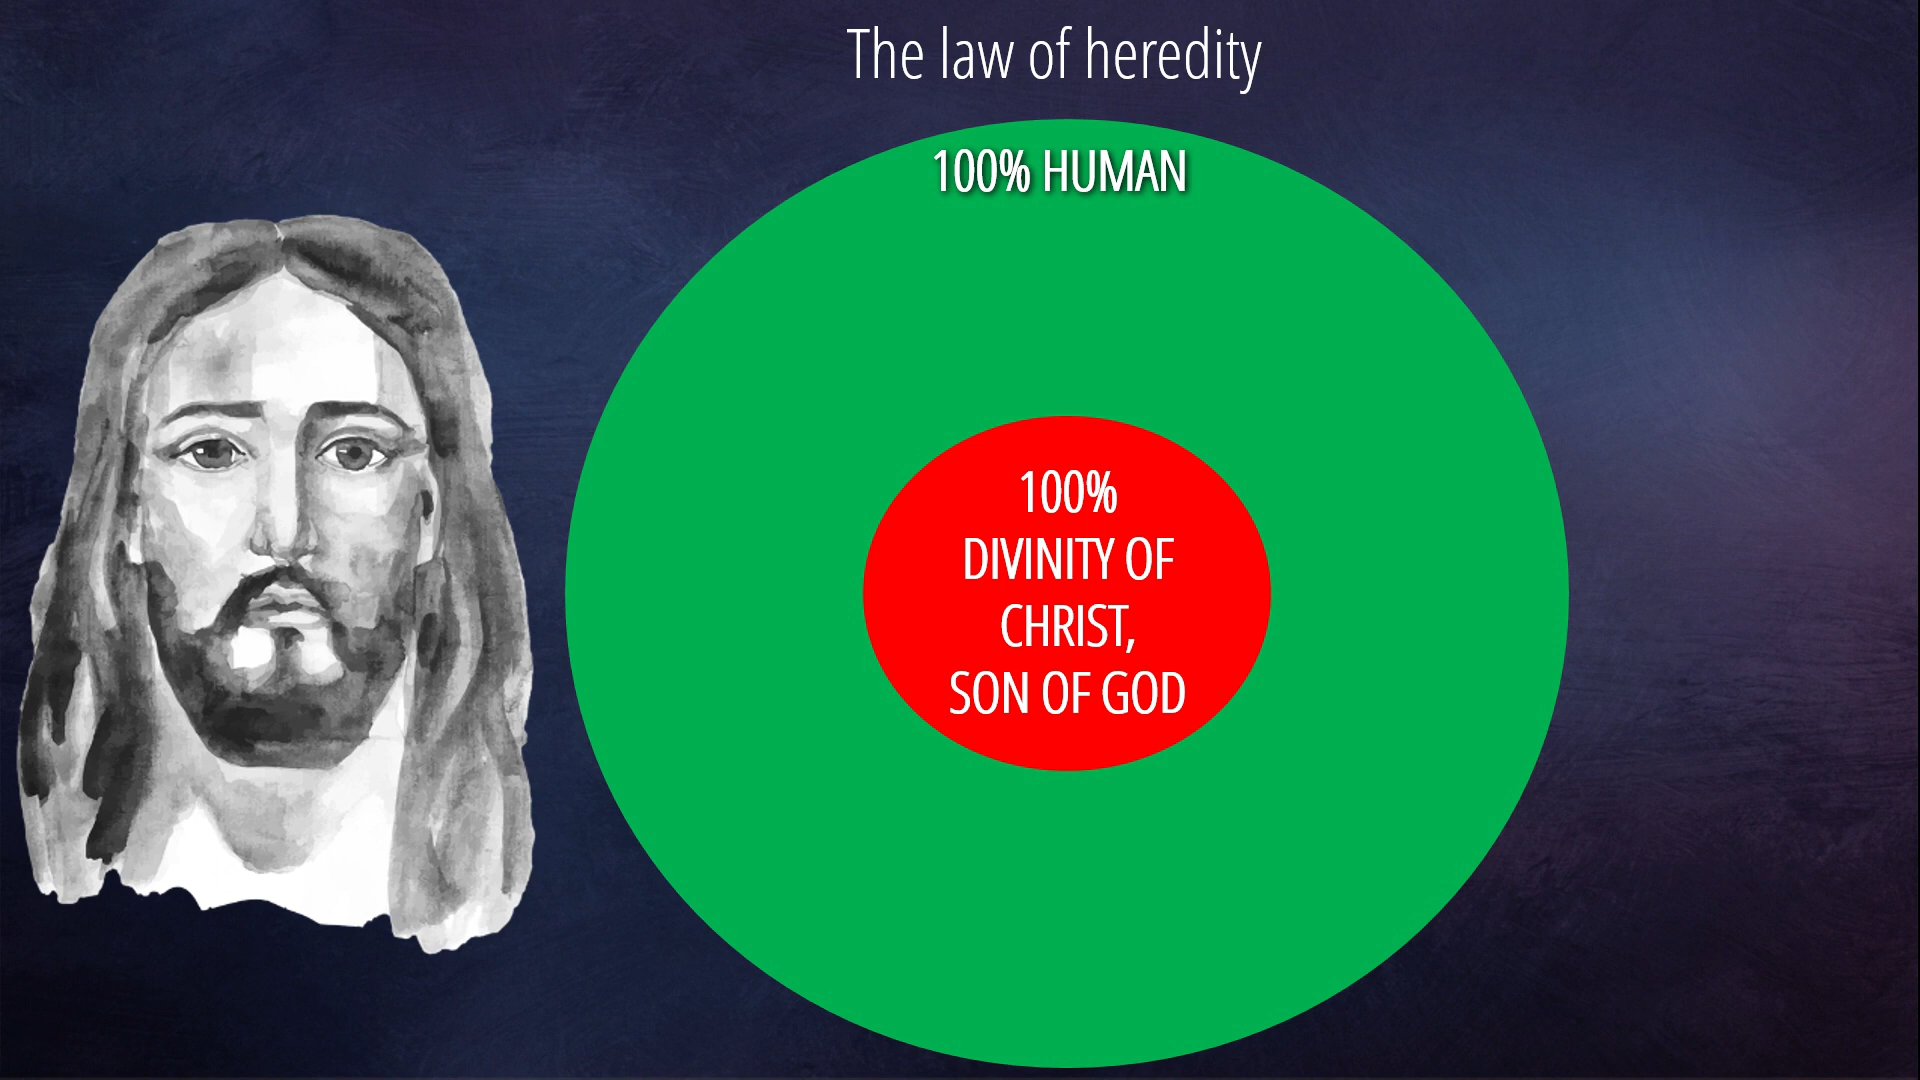 The law of heredity
100% HUMAN
100%
DIVINITY OF
CHRIST,
SON OF GOD